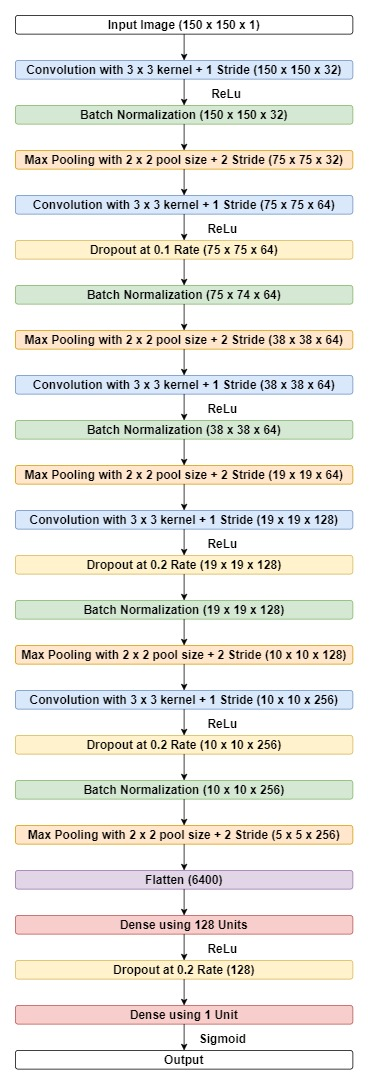 Input Image (150 x 150 x 1)
Convolution with 3 x 3 kernel + 1 Stride (150 x 150 x 32)
ReLu
Batch Normalization (150 x 150 x 32)
Max Pooling with 2 x 2 pool size + 2 Stride (75 x 75 x 32)
Convolution with 3 x 3 kernel + 1 Stride (75 x 75 x 64)
ReLu
Dropout at 0.1 Rate (75 x 75 x 64)
Batch Normalization (75 x 74 x 64)
Max Pooling with 2 x 2 pool size + 2 Stride (38 x 38 x 64)
Convolution with 3 x 3 kernel + 1 Stride (38 x 38 x 64)
ReLu
Batch Normalization (38 x 38 x 64)
Max Pooling with 2 x 2 pool size + 2 Stride (19 x 19 x 64)
Convolution with 3 x 3 kernel + 1 Stride (19 x 19 x 128)
ReLu
Dropout at 0.2 Rate (19 x 19 x 128)
Batch Normalization (19 x 19 x 128)
Max Pooling with 2 x 2 pool size + 2 Stride (10 x 10 x 128)
Convolution with 3 x 3 kernel + 1 Stride (10 x 10 x 256)
ReLu
Dropout at 0.2 Rate (10 x 10 x 256)
Batch Normalization (10 x 10 x 256)
Max Pooling with 2 x 2 pool size + 2 Stride (5 x 5 x 256)
Flatten (6400)
Dense using 128 Units
ReLu
Dropout at 0.2 Rate (128)
Dense using 1 Unit
Sigmoid
Output